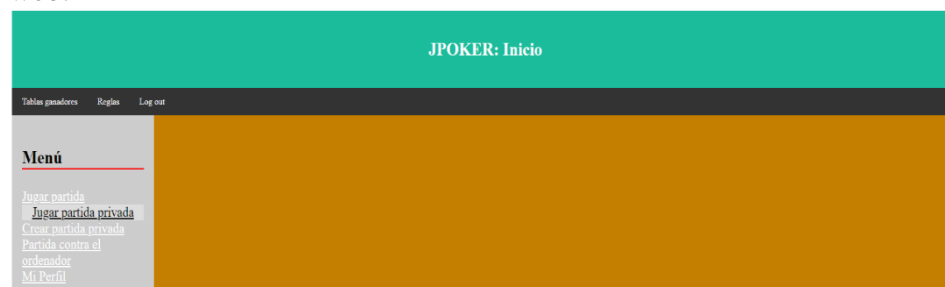 JPOKER: Inicio
Tablas ganadores Reglas Log out
Menú
Jugar partida
Jugar partida privada
Crear partida privada
Partida contra el
ordenador
Mi Perfil